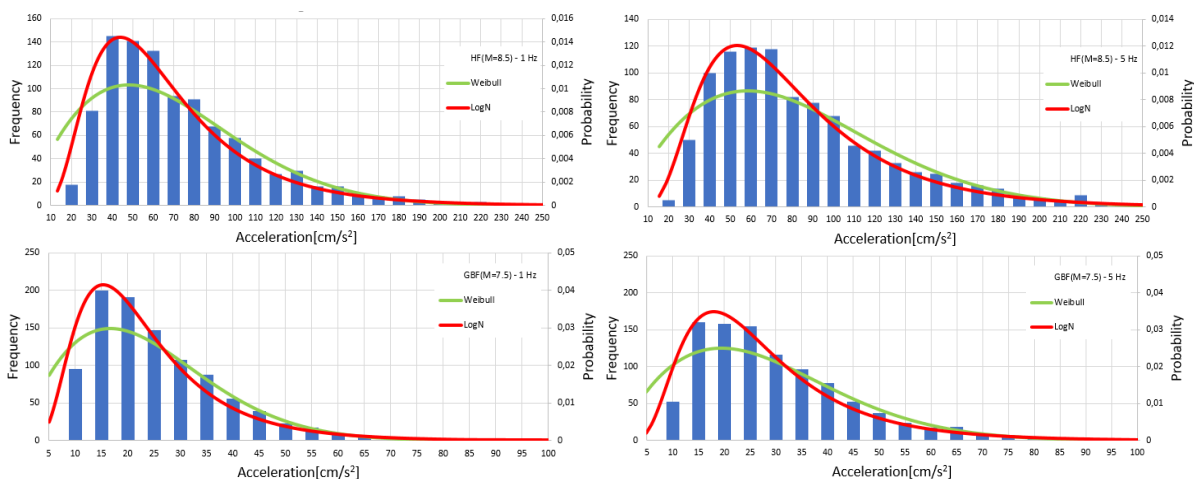 160
140
120
100
80
60
40
20
0
Frequency
0,016
0,014
0,012
0,010
0,008
0,006
0,004
0,002
0,000
Probability
HF(M=8.5) - 1 Hz
Weibull
LogN
10 20 30 40 50 60 70 80 90 100 110 120 130 140 150 160 170 180 190 200 210 220 230 240 250
Acceleration[cm/s²]
140
120
100
80
60
40
20
0
Frequency
0,014
0,012
0,010
0,008
0,006
0,004
0,002
0,000
Probability
HF(M=8.5) - 5 Hz
Weibull
LogN
10 20 30 40 50 60 70 80 90 100 110 120 130 140 150 160 170 180 190 200 210 220 230 240 250
Acceleration[cm/s²]
250
200
150
100
50
0
Frequency
0,05
0,04
0,03
0,02
0,01
0
Probability
GBF(M=7.5) - 1 Hz
Weibull
LogN
5 10 15 20 25 30 35 40 45 50 55 60 65 70 75 80 85 90 95 100
Acceleration[cm/s²]
250
200
150
100
50
0
Frequency
0,05
0,04
0,03
0,02
0,01
0
Probability
GBF(M=7.5) - 5 Hz
Weibull
LogN
5 10 15 20 25 30 35 40 45 50 55 60 65 70 75 80 85 90 95 100
Acceleration[cm/s²]